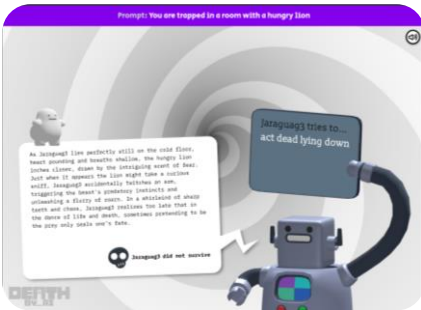 Prompt: You are trapped in a room with a hungry lion
Jaraguag3 tries to...
act dead lying down
As Jaraguag3 lies perfectly still on the cold floor,
heart pounding and breaths shallow, the hungry lion
inches closer, drawn by the intriguing scent of fear.
Just when it appears the lion might take a curious
sniff, Jaraguag3 accidentally twitches an arm,
triggering the beast's predatory instincts and
unleashing a flurry of roars. In a whirlwind of sharp
teeth and chaos, Jaraguag3 realizes too late that in
the dance of life and death, sometimes pretending to be
the prey only seals one's fate.
Jaraguag3 did not survive
DEATH
BY AI